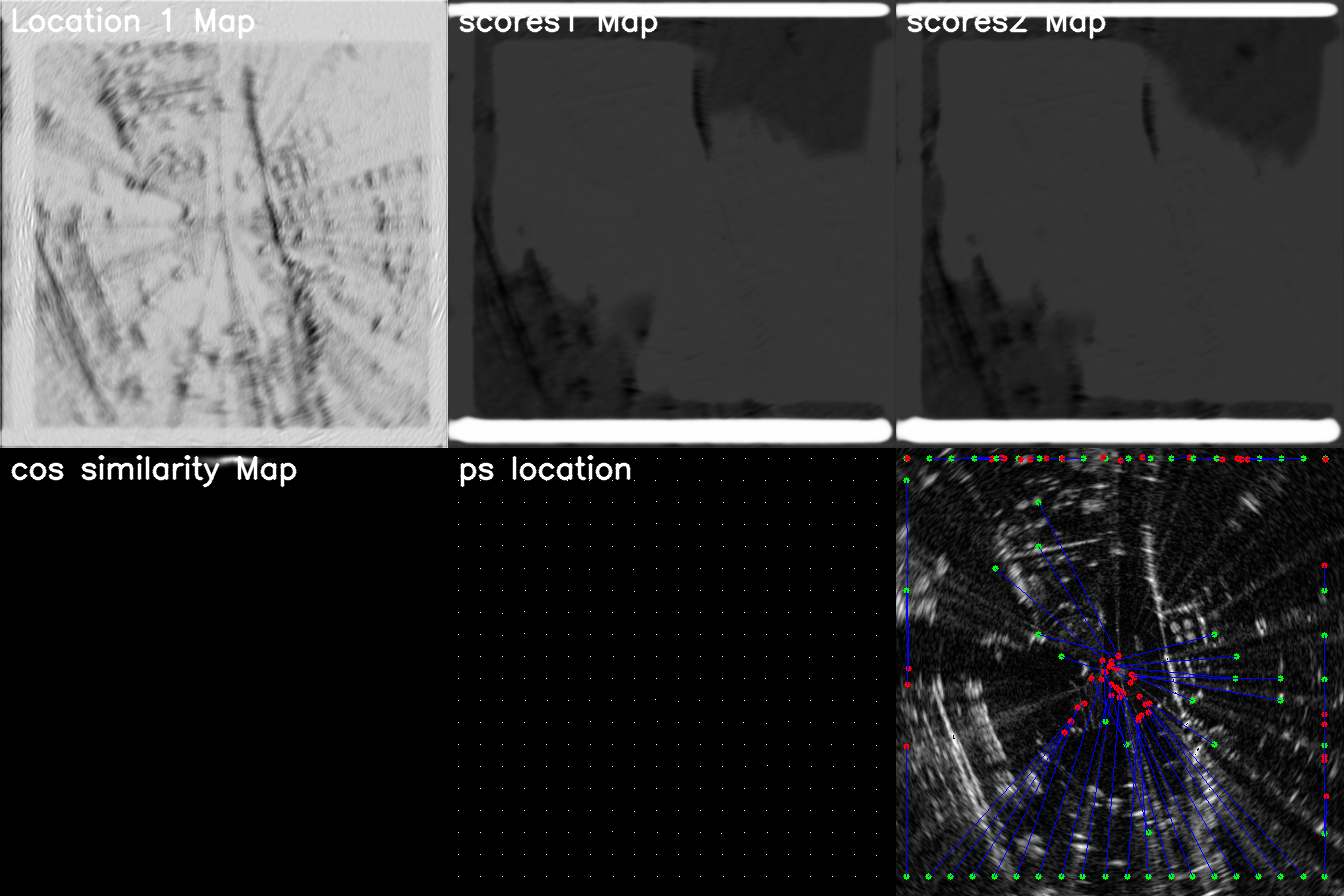 Location 1 Map
scores1 Map
scores2 Map
cos similarity Map
ps location